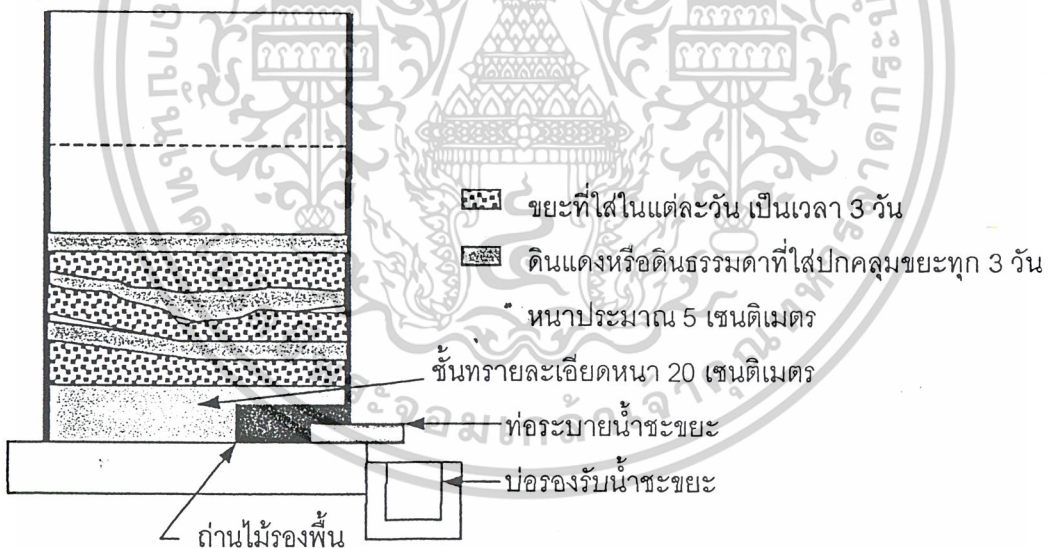 ขยะที่ใส่ในแต่ละวัน เป็นเวลา 3 วัน
ดินแดงหรือดินธรรมดาที่ใส่ปกคลุมขยะทุก 3 วัน
หนาประมาณ 5 เซนติเมตร
ชั้นทรายละเอียดหนา 20 เซนติเมตร
ท่อระบายน้ำชะขยะ
บ่อรองรับน้ำชะขยะ
ถ่านไม้รองพื้น